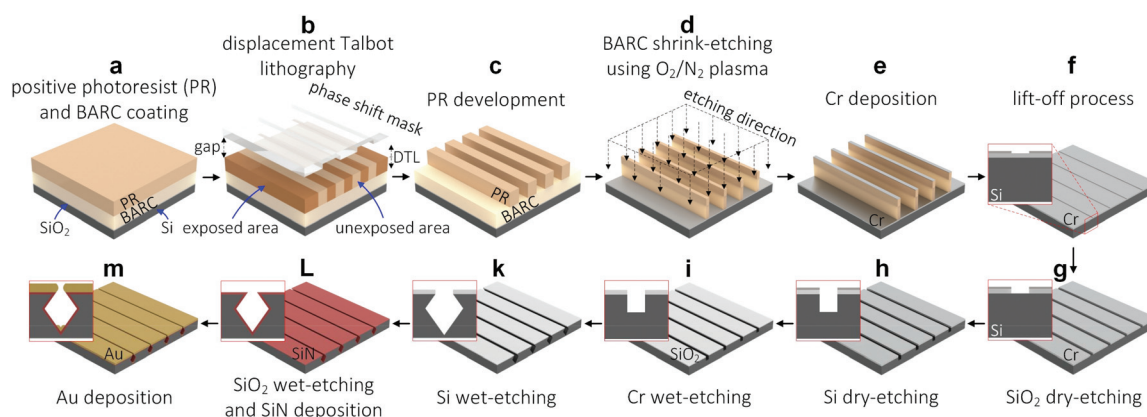 a
positive photoresist (PR)
and BARC coating
PR
BARC
SiO₂
Si
b
displacement Talbot
lithography
phase shift mask
gap
DTL
exposed area
unexposed area
c
PR development
PR
BARC
d
BARC shrink-etching
using O₂/N₂ plasma
etching direction
e
Cr deposition
Cr
f
lift-off process
Si
Cr
m
Au
Au deposition
L
SiN
SiO₂ wet-etching
and SiN deposition
k
Si wet-etching
i
SiO₂
Cr wet-etching
h
Si dry-etching
g
Si
Cr
SiO₂ dry-etching